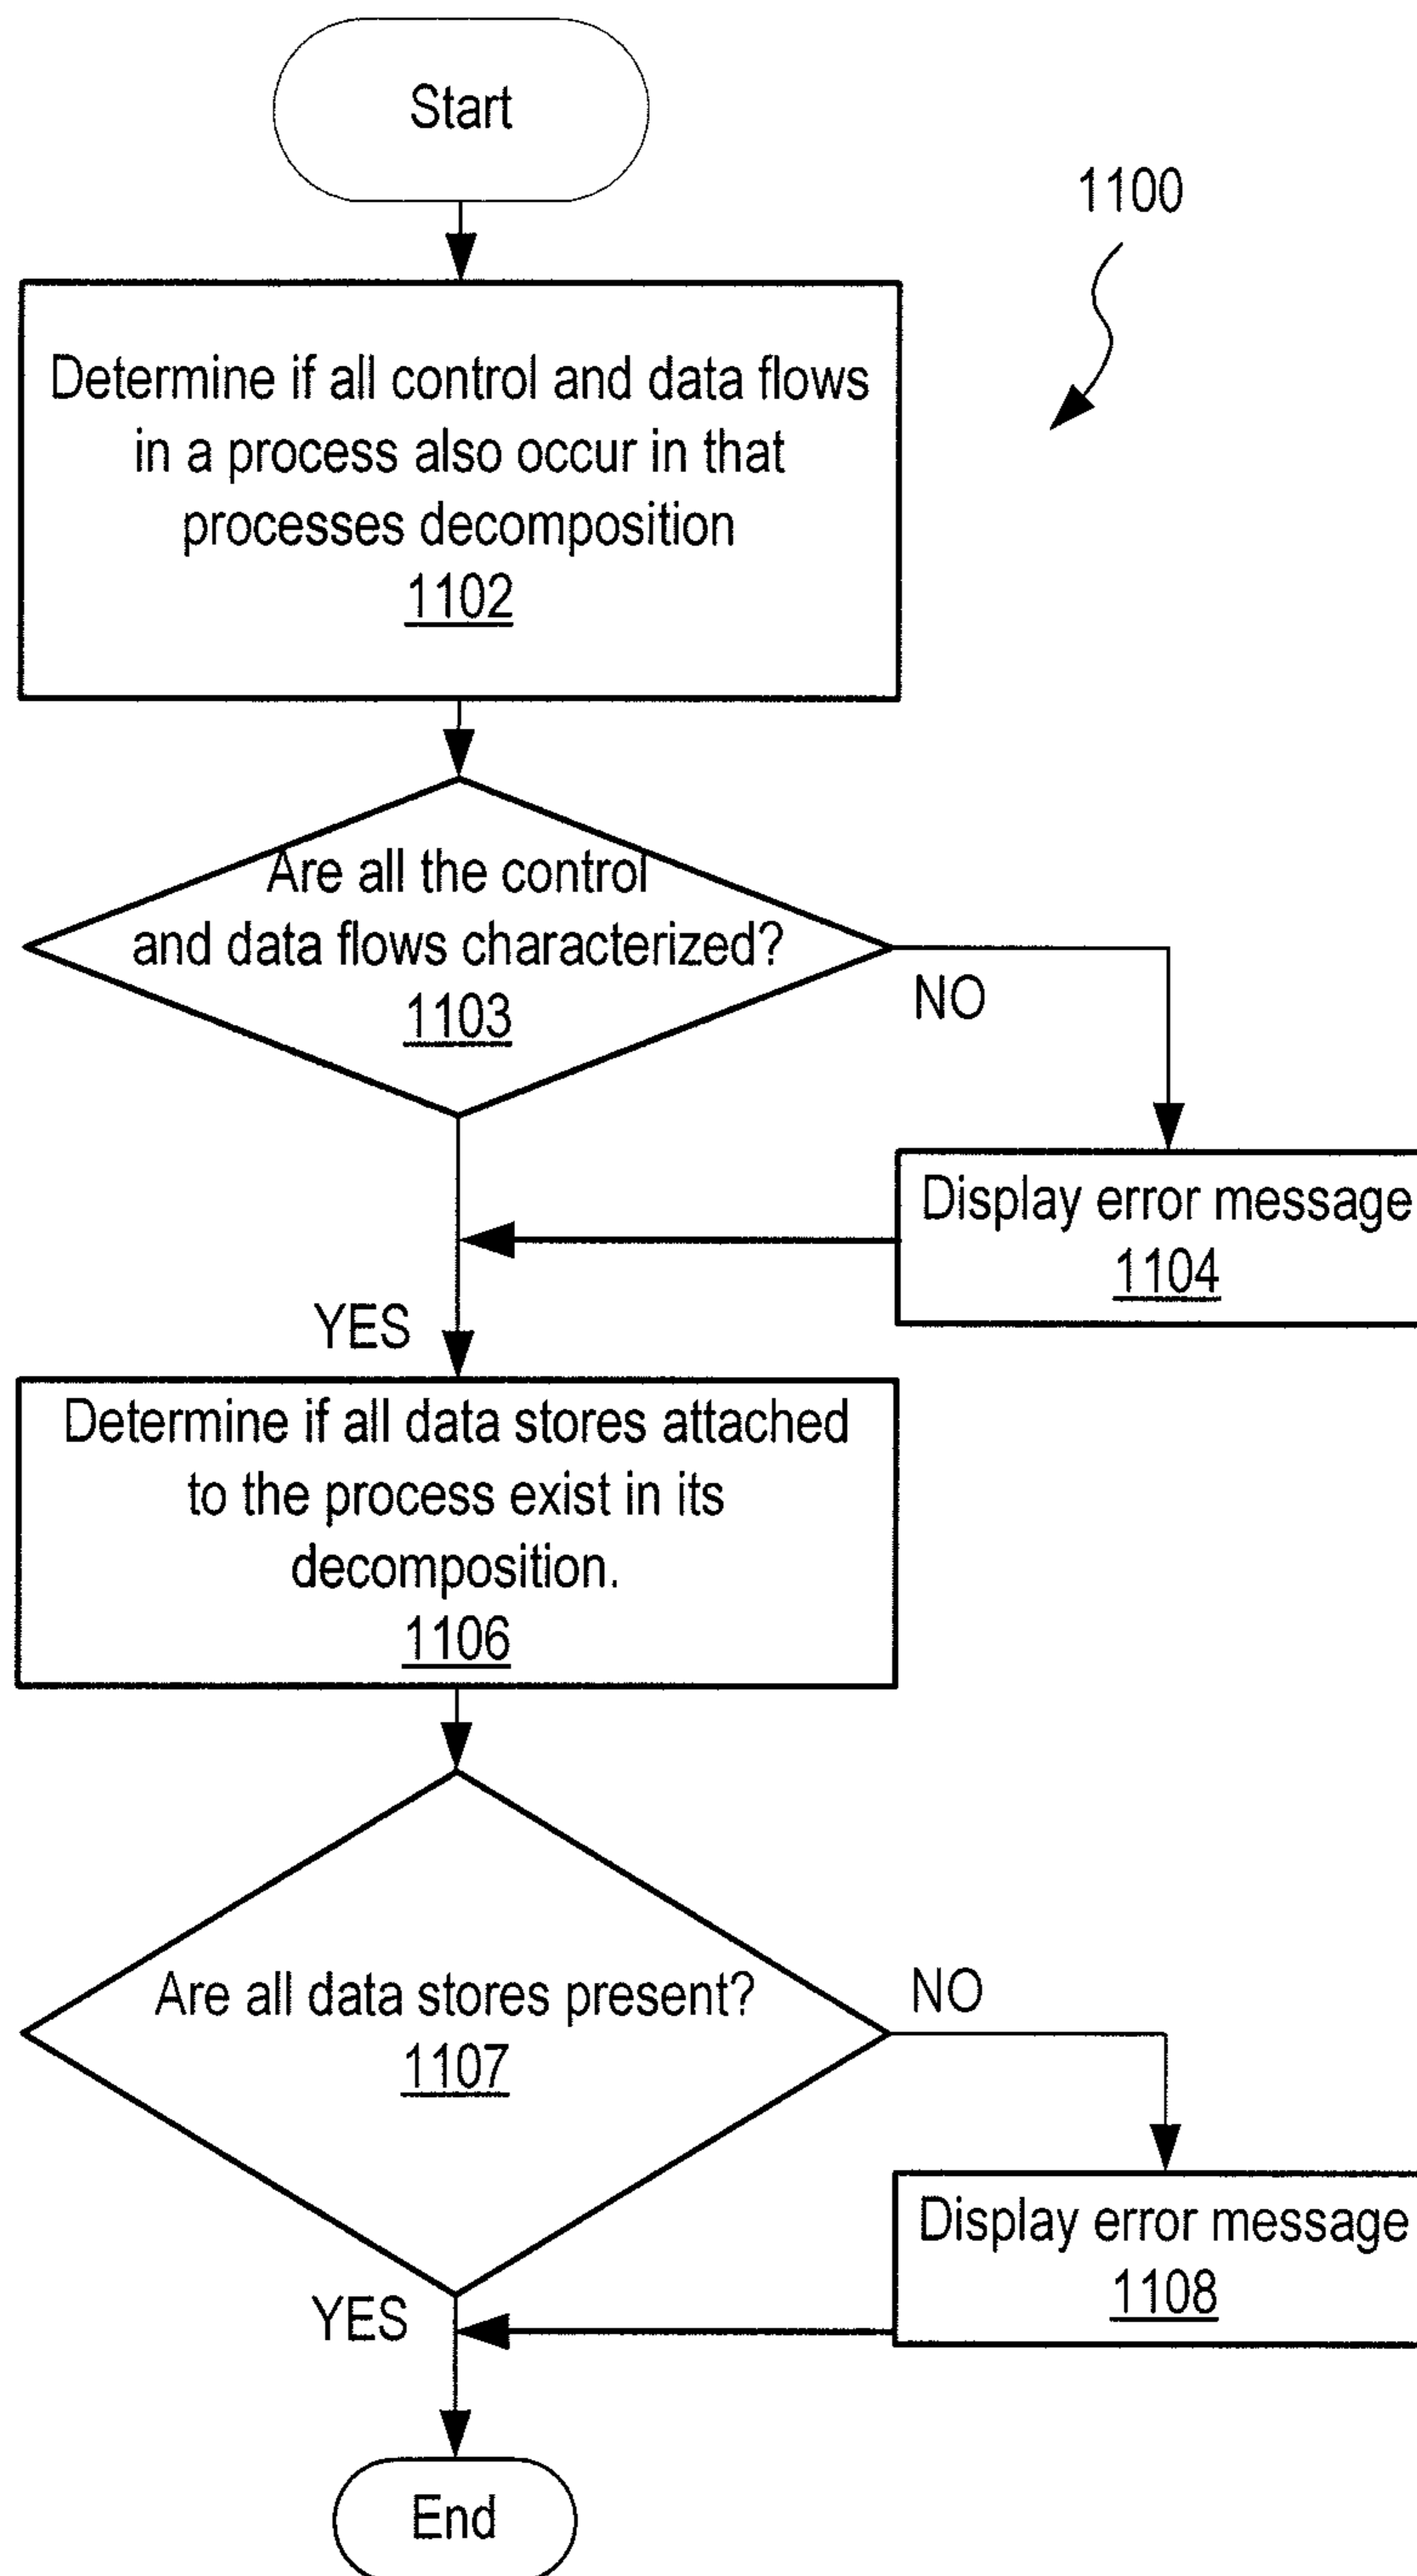 Start
1100
Determine if all control and data flows
in a process also occur in that
processes decomposition
1102
Are all the control
and data flows characterized?
1103
NO
Display error message
1104
YES
Determine if all data stores attached
to the process exist in its
decomposition.
1106
Are all data stores present?
1107
NO
Display error message
1108
YES
End